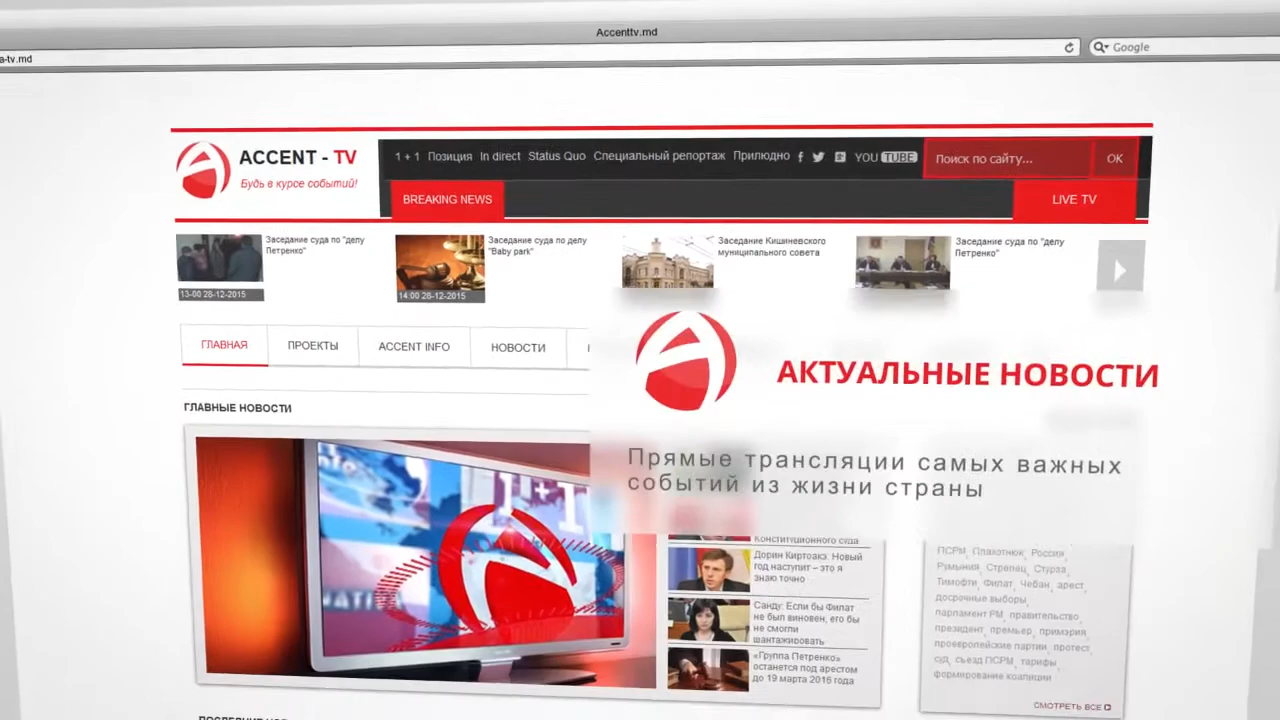 Accenttv.md
a-tv.md
Google
ACCENT - TV
Будь в курсе событий!
1 + 1 Позиция In direct Status Quo Специальный репортаж Прилюдно YOU TUBE
Поиск по сайту... OK
BREAKING NEWS
LIVE TV
Заседание суда по "делу
Петренко"
13-00 28-12-2015
Заседание суда по делу
"Baby park"
14:00 28-12-2015
Заседание Кишиневского
муниципального совета
Заседание суда по "делу
Петренко"
ГЛАВНАЯ ПРОЕКТЫ ACCENT INFO НОВОСТИ
АКТУАЛЬНЫЕ НОВОСТИ
Прямые трансляции самых важных
событий из жизни страны
ГЛАВНЫЕ НОВОСТИ
1+1
Конституционного суда
Дорин Киртоакэ. Новый
год наступит – это я
знаю точно
Санду: Если бы Филат
не был виновен, его бы
не смогли
шантажировать
«Группа Петренко»
останется под арестом
до 19 марта 2016 года
ПСРМ, Плахотнюк, Россия,
Румыния, Стрелец, Стурза,
Тимофти, Филат, Чебан, арест,
досрочные выборы,
парламент РМ, правительство,
президент, премьер, примэрия,
проевропейские партии, протест,
суд, съезд ПСРМ, тарифы,
формирование коалиции
СМОТРЕТЬ ВСЕ